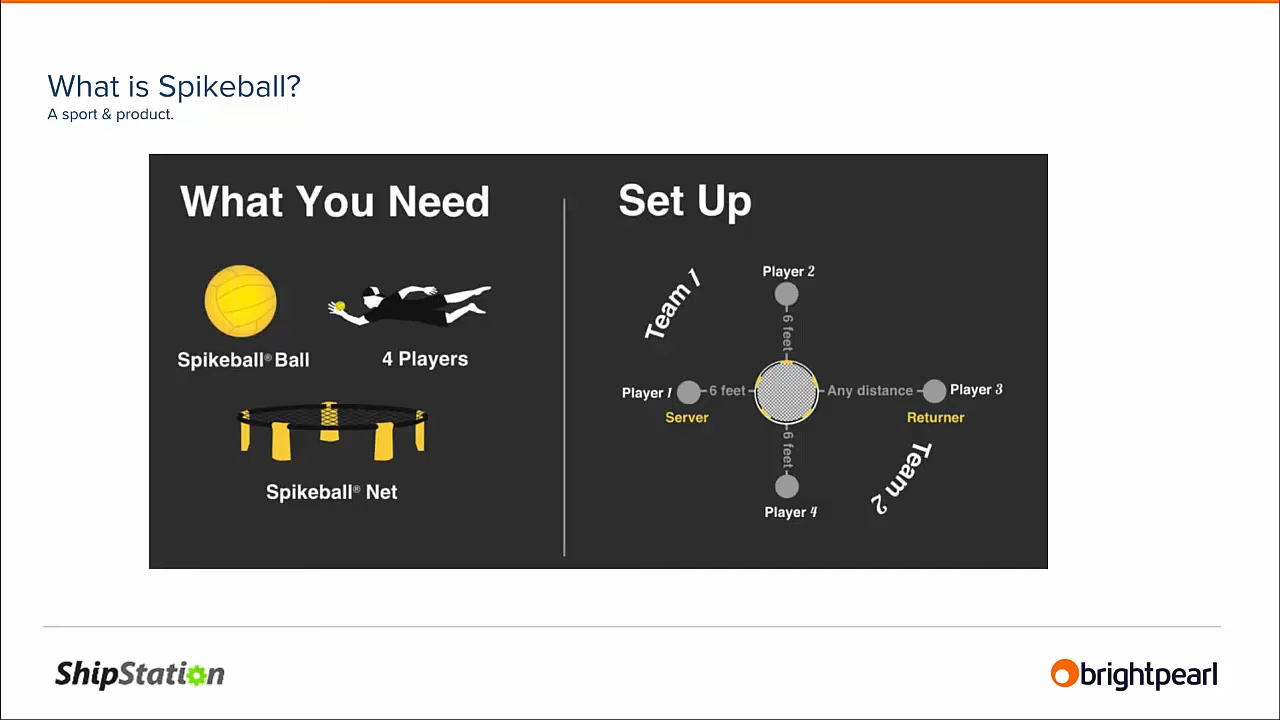 What is Spikeball?
A sport & product.
What You Need
Spikeball® Ball
4 Players
Spikeball® Net
Set Up
Team 1
Player 2
6 feet
Player 1
6 feet
Any distance
Player 3
Server
Returner
6 feet
Team 2
Player 4
ShipStation
brightpearl